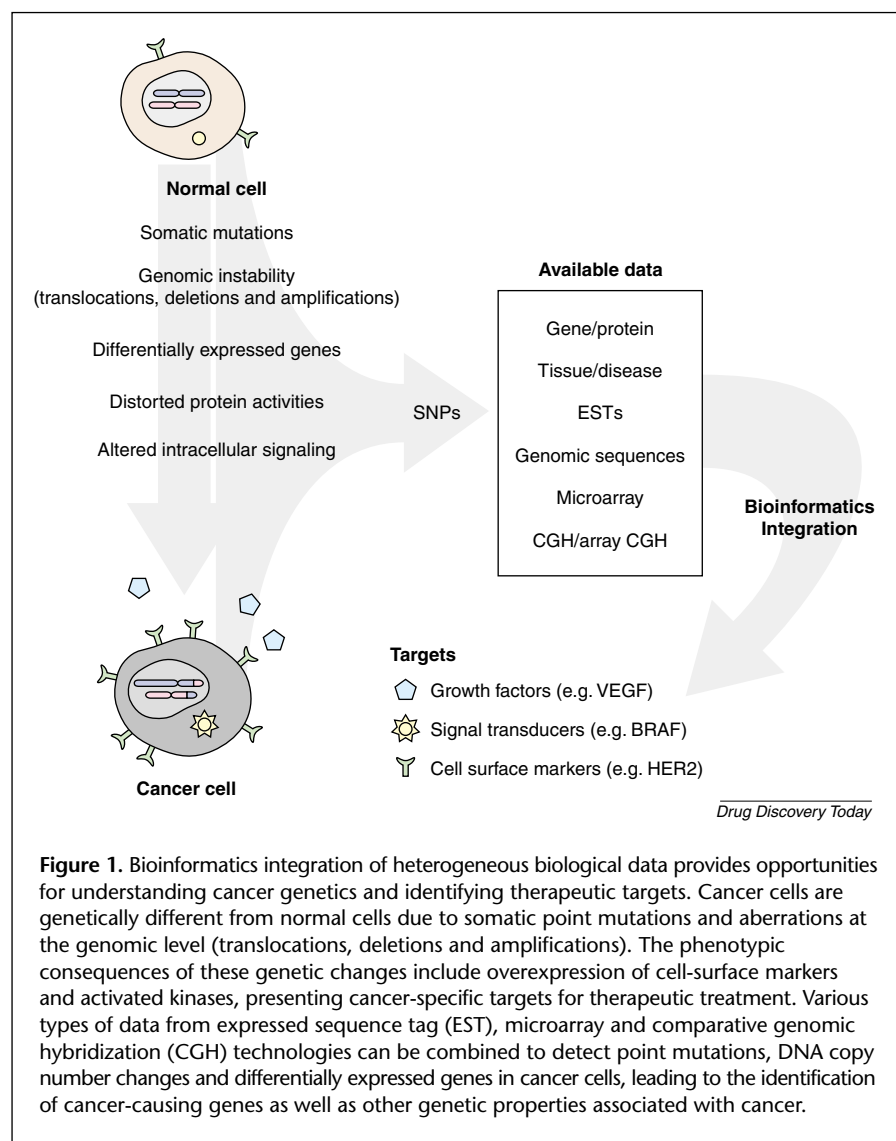 Normal cell
Somatic mutations
Genomic instability
(translocations, deletions and amplifications)
Differentially expressed genes
Distorted protein activities
Altered intracellular signaling
SNPs
Available data
Gene/protein
Tissue/disease
ESTs
Genomic sequences
Microarray
CGH/array CGH
Bioinformatics
Integration
Cancer cell
Targets
Growth factors (e.g. VEGF)
Signal transducers (e.g. BRAF)
Cell surface markers (e.g. HER2)
Drug Discovery Today
Figure 1. Bioinformatics integration of heterogeneous biological data provides opportunities
for understanding cancer genetics and identifying therapeutic targets. Cancer cells are
genetically different from normal cells due to somatic point mutations and aberrations at
the genomic level (translocations, deletions and amplifications). The phenotypic
consequences of these genetic changes include overexpression of cell-surface markers
and activated kinases, presenting cancer-specific targets for therapeutic treatment. Various
types of data from expressed sequence tag (EST), microarray and comparative genomic
hybridization (CGH) technologies can be combined to detect point mutations, DNA copy
number changes and differentially expressed genes in cancer cells, leading to the identification
of cancer-causing genes as well as other genetic properties associated with cancer.